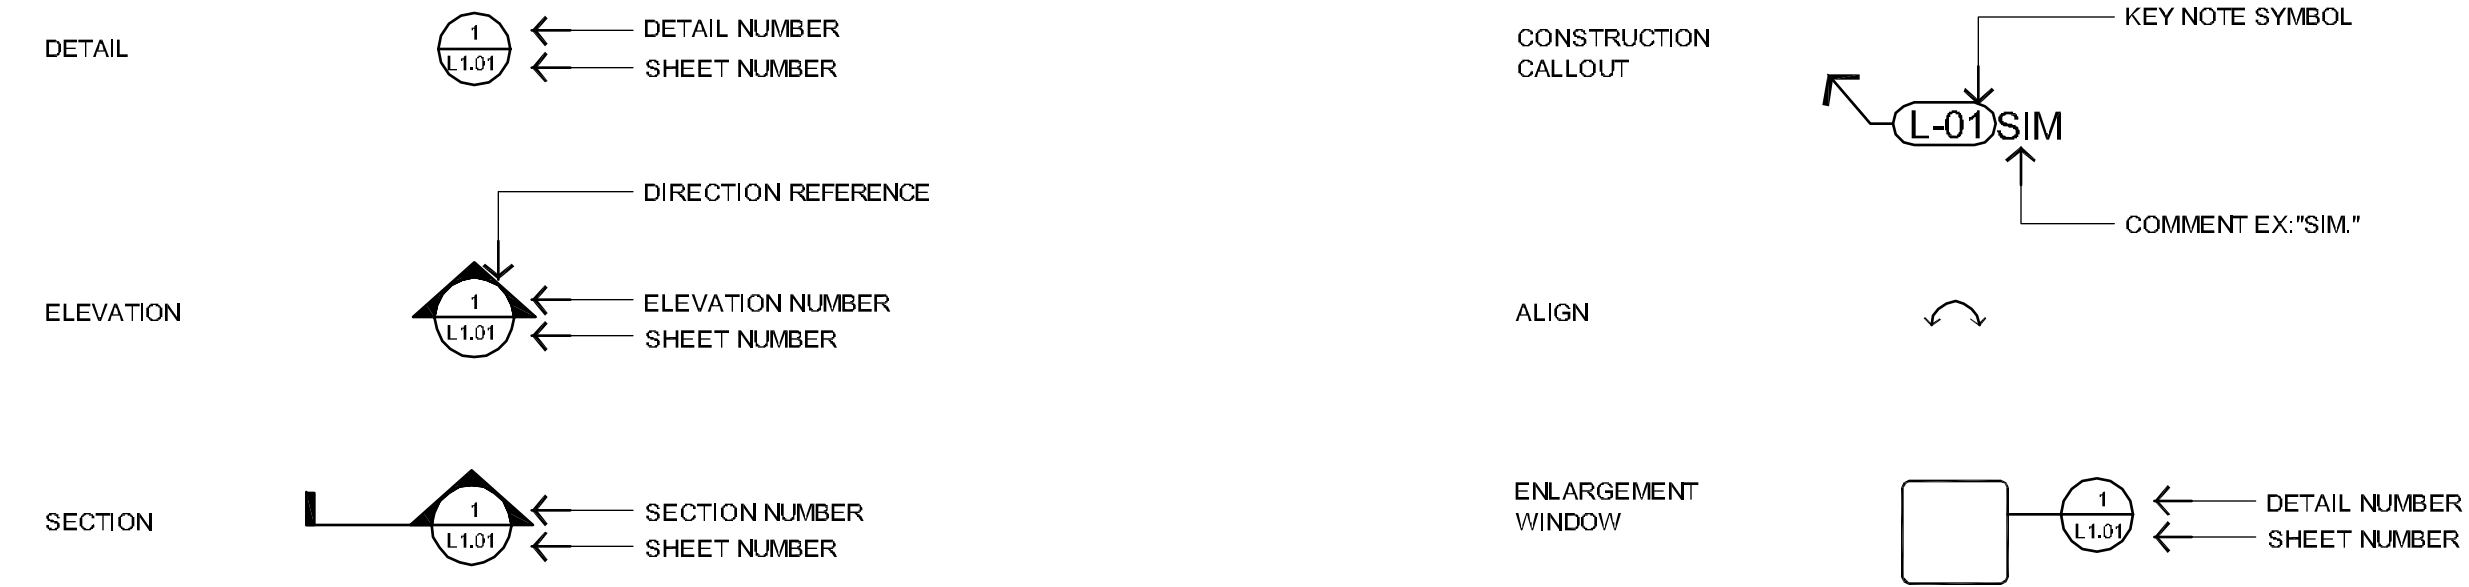 DETAIL
1
L1.01
DETAIL NUMBER
SHEET NUMBER
DIRECTION REFERENCE
ELEVATION
1
L1.01
ELEVATION NUMBER
SHEET NUMBER
SECTION
1
L1.01
SECTION NUMBER
SHEET NUMBER
CONSTRUCTION
CALLOUT
KEY NOTE SYMBOL
L-01 SIM
COMMENT EX:"SIM."
ALIGN
ENLARGEMENT
WINDOW
1
L1.01
DETAIL NUMBER
SHEET NUMBER